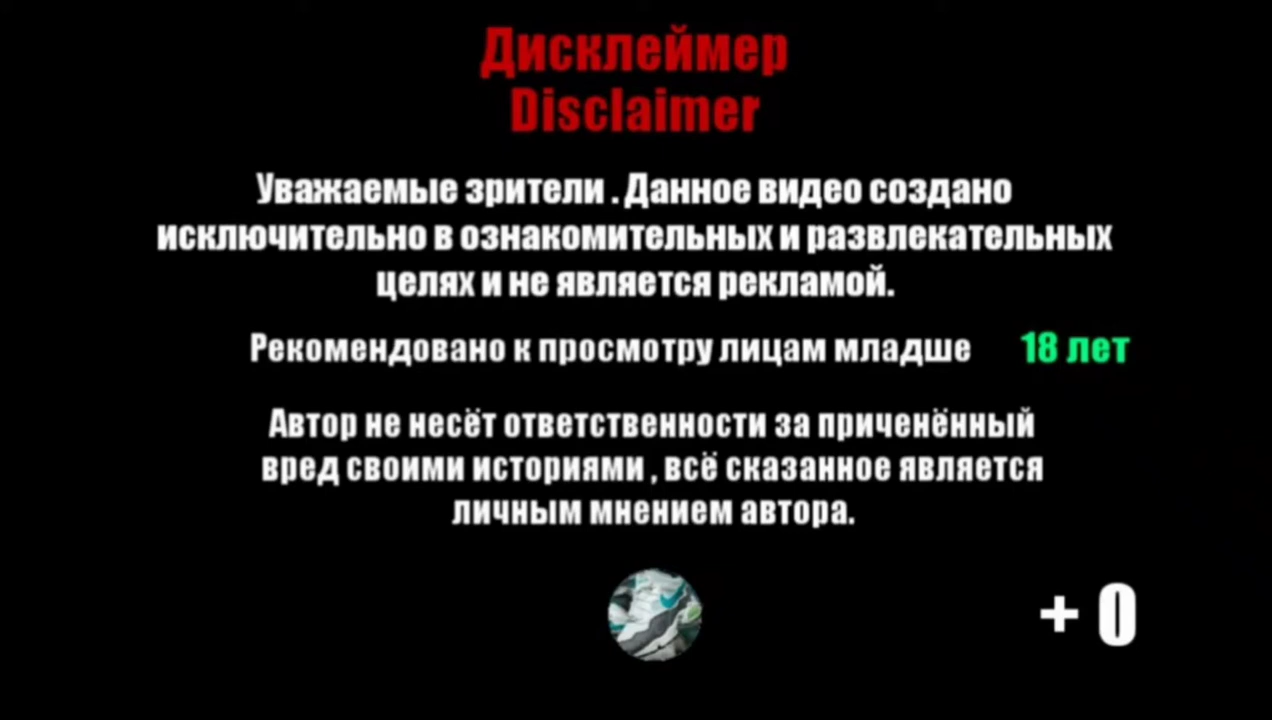 Дисклеймер
Disclaimer
Уважаемые зрители . Данное видео создано
исключительно в ознакомительных и развлекательных
целях и не является рекламой.
Рекомендовано к просмотру лицам младше 18 лет
Автор не несёт ответственности за приченённый
вред своими историями , всё сказанное является
личным мнением автора.
+ 0